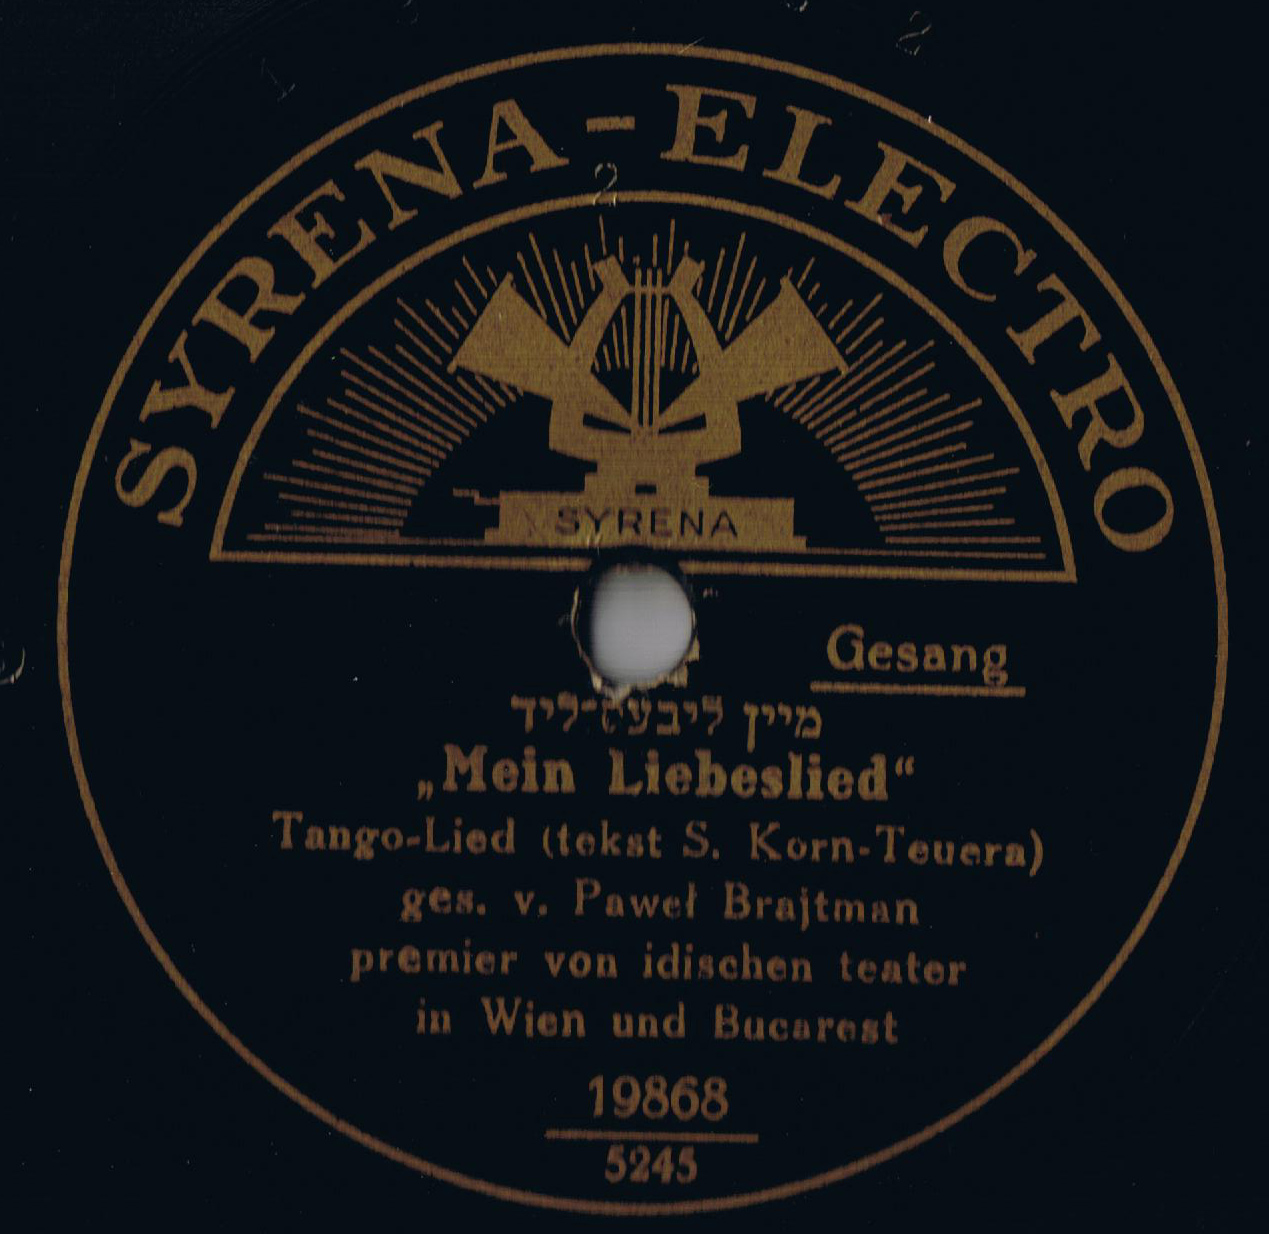 SYRENA-ELECTRO
SYRENA
Gesang
מיין ליבעס־ליד
„Mein Liebeslied“
Tango-Lied (tekst S. Korn-Teuera)
ges. v. Paweł Brajtman
premier von idischen teater
in Wien und Bucarest
19868
5245